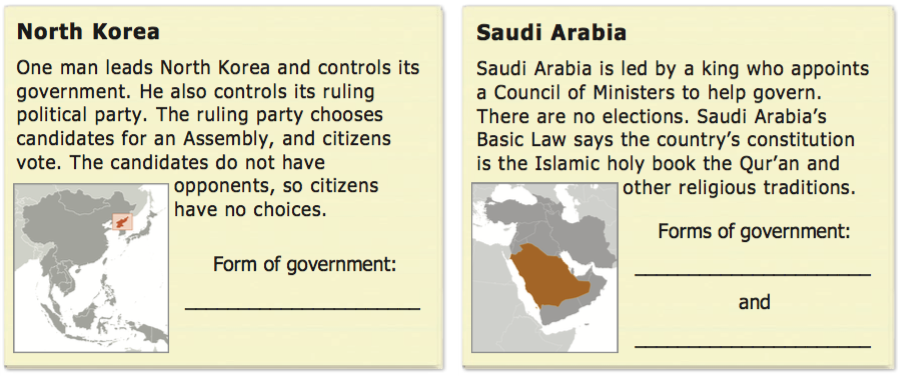 North Korea
One man leads North Korea and controls its
government. He also controls its ruling
political party. The ruling party chooses
candidates for an Assembly, and citizens
vote. The candidates do not have
opponents, so citizens
have no choices.
Form of government:
Saudi Arabia
Saudi Arabia is led by a king who appoints
a Council of Ministers to help govern.
There are no elections. Saudi Arabia’s
Basic Law says the country’s constitution
is the Islamic holy book the Qur’an and
other religious traditions.
Forms of government:
and